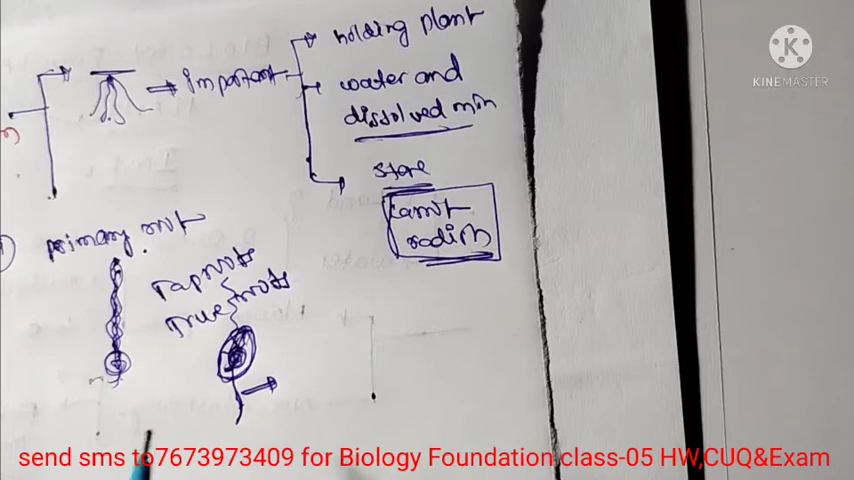 holding plant
important
water and
dissolved min
store
carrot
radish
primary root
Taproots
True roots
KINEMASTER
send sms to7673973409 for Biology Foundation class-05 HW,CUQ&Exam